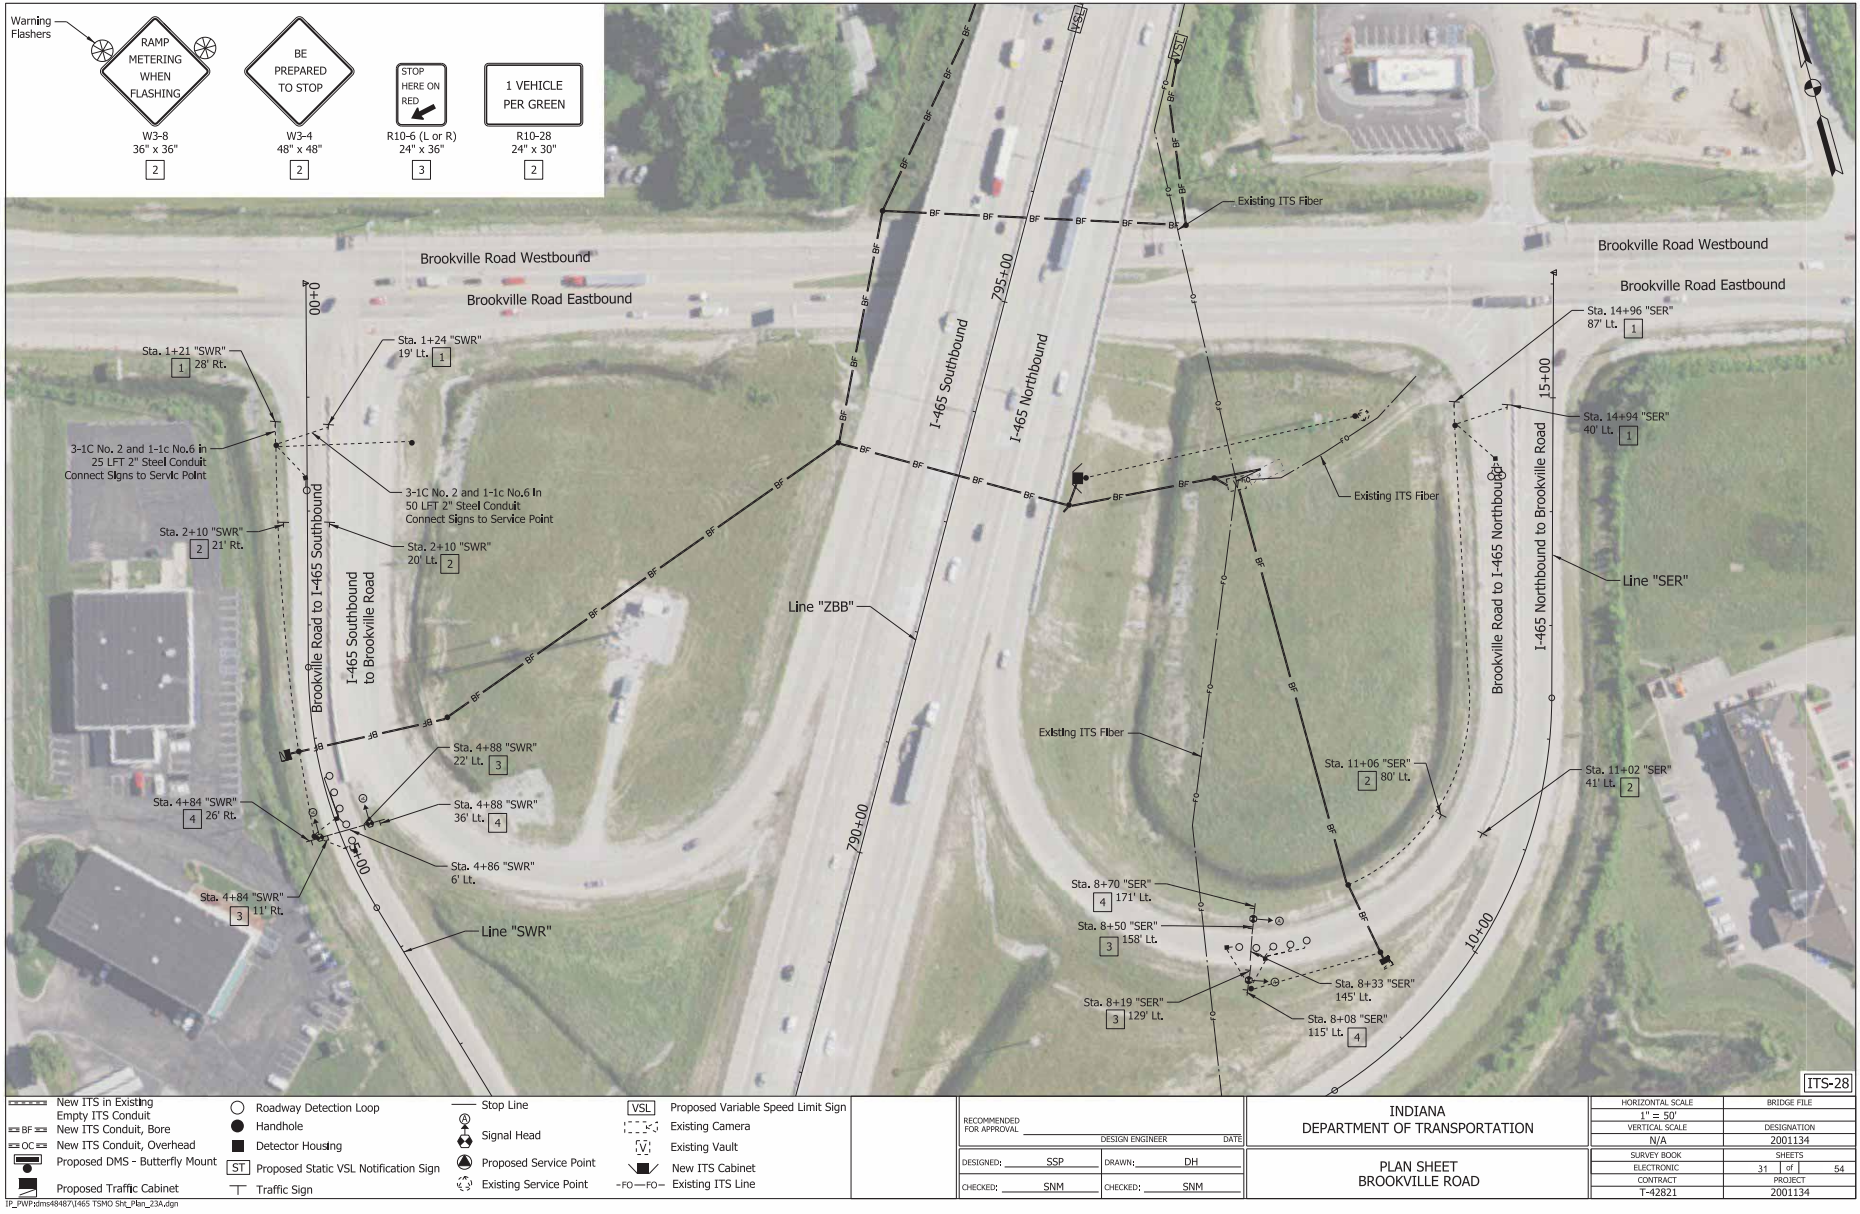 Warning
Flashers
RAMP
METERING
WHEN
FLASHING
W3-8
36" x 36"
2
BE
PREPARED
TO STOP
W3-4
48" x 48"
2
STOP
HERE ON
RED
R10-6 (L or R)
24" x 36"
3
1 VEHICLE
PER GREEN
R10-28
24" x 30"
2
VSL
VSL
Existing ITS Fiber
Brookville Road Westbound
Brookville Road Eastbound
Brookville Road Westbound
Brookville Road Eastbound
0+00
795+00
I-465 Southbound
I-465 Northbound
Sta. 1+21 "SWR"
1 28' Rt.
Sta. 1+24 "SWR"
19' Lt. 1
3-1C No. 2 and 1-1c No.6 in
25 LFT 2" Steel Conduit
Connect Signs to Servic Point
3-1C No. 2 and 1-1c No.6 in
50 LFT 2" Steel Conduit
Connect Signs to Service Point
Sta. 2+10 "SWR"
2 21' Rt.
Sta. 2+10 "SWR"
20' Lt. 2
Brookville Road to I-465 Southbound
I-465 Southbound
to Brookville Road
Line "ZBB"
Sta. 14+96 "SER"
87' Lt. 1
15+00
Sta. 14+94 "SER"
40' Lt. 1
Existing ITS Fiber
Brookville Road to I-465 Northbound
I-465 Northbound to Brookville Road
Line "SER"
Existing ITS Fiber
Sta. 11+06 "SER"
2 80' Lt.
Sta. 11+02 "SER"
41' Lt. 2
Sta. 4+88 "SWR"
22' Lt. 3
Sta. 4+84 "SWR"
4 26' Rt.
Sta. 4+88 "SWR"
36' Lt. 4
5+00
Sta. 4+86 "SWR"
6' Lt.
Sta. 4+84 "SWR"
3 11' Rt.
Line "SWR"
790+00
Sta. 8+70 "SER"
4 171' Lt.
Sta. 8+50 "SER"
3 158' Lt.
10+00
Sta. 8+33 "SER"
145' Lt.
Sta. 8+19 "SER"
3 129' Lt.
Sta. 8+08 "SER"
115' Lt. 4
ITS-28
New ITS in Existing
Empty ITS Conduit
BF New ITS Conduit, Bore
OC New ITS Conduit, Overhead
Proposed DMS - Butterfly Mount
Proposed Traffic Cabinet
Roadway Detection Loop
Handhole
Detector Housing
ST Proposed Static VSL Notification Sign
Traffic Sign
Stop Line
A
Signal Head
Proposed Service Point
Existing Service Point
VSL Proposed Variable Speed Limit Sign
Existing Camera
V Existing Vault
New ITS Cabinet
-FO-FO- Existing ITS Line
IP_PWP:dms48487\I465 TSMO Sht_Plan_23A.dgn
RECOMMENDED
FOR APPROVAL
DESIGN ENGINEER DATE
DESIGNED: SSP DRAWN: DH
CHECKED: SNM CHECKED: SNM
INDIANA
DEPARTMENT OF TRANSPORTATION
PLAN SHEET
BROOKVILLE ROAD
HORIZONTAL SCALE BRIDGE FILE
1" = 50'
VERTICAL SCALE DESIGNATION
N/A 2001134
SURVEY BOOK SHEETS
ELECTRONIC 31 of 54
CONTRACT PROJECT
T-42821 2001134